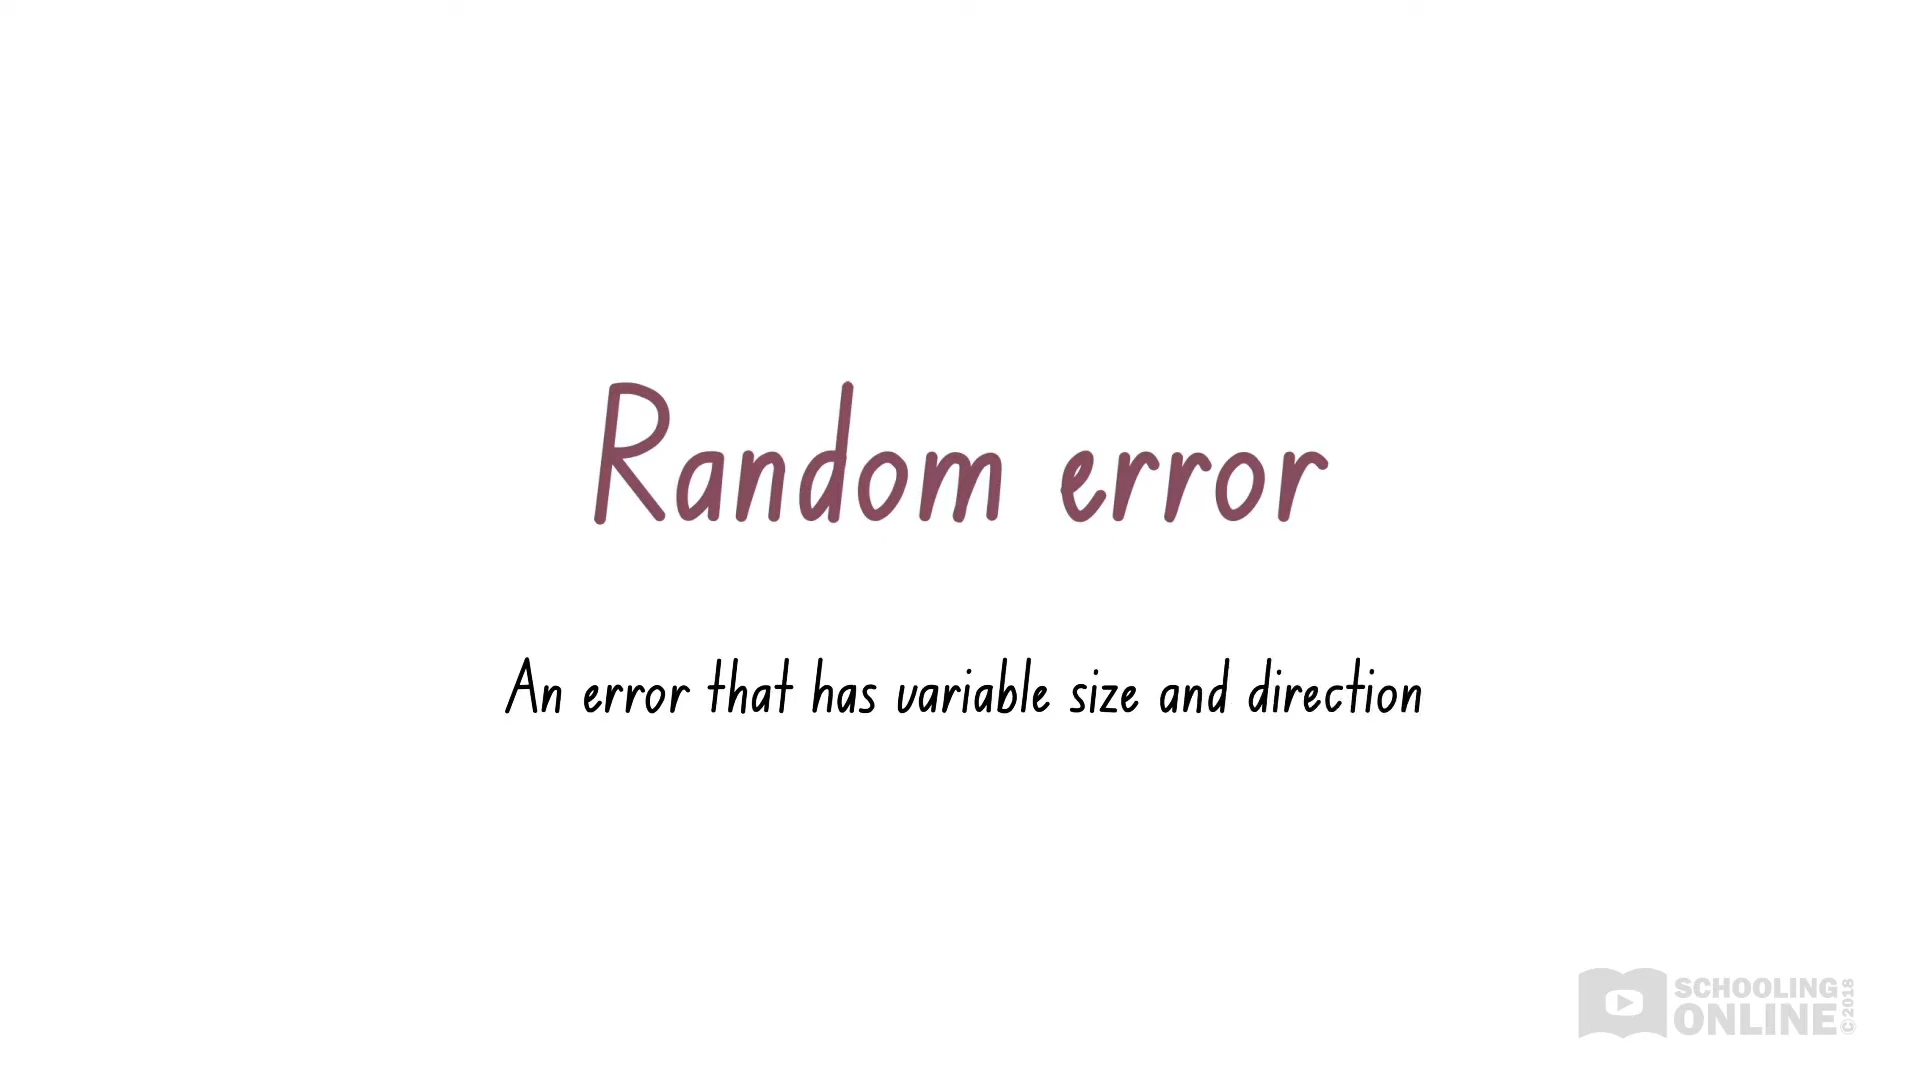 Random error
An error that has variable size and direction
SCHOOLING
ONLINE
©2018